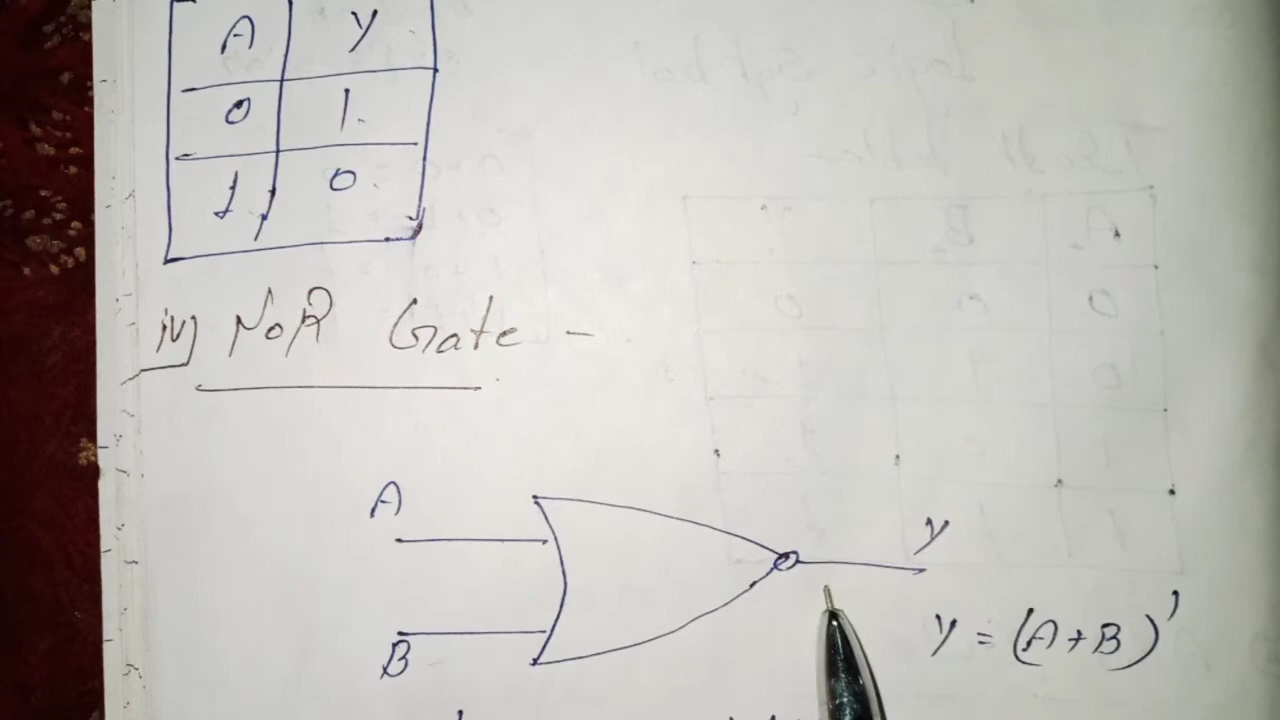 A Y
0 1
1 0
iv) NOR Gate -
A
Y
B
Y = (A+B)'